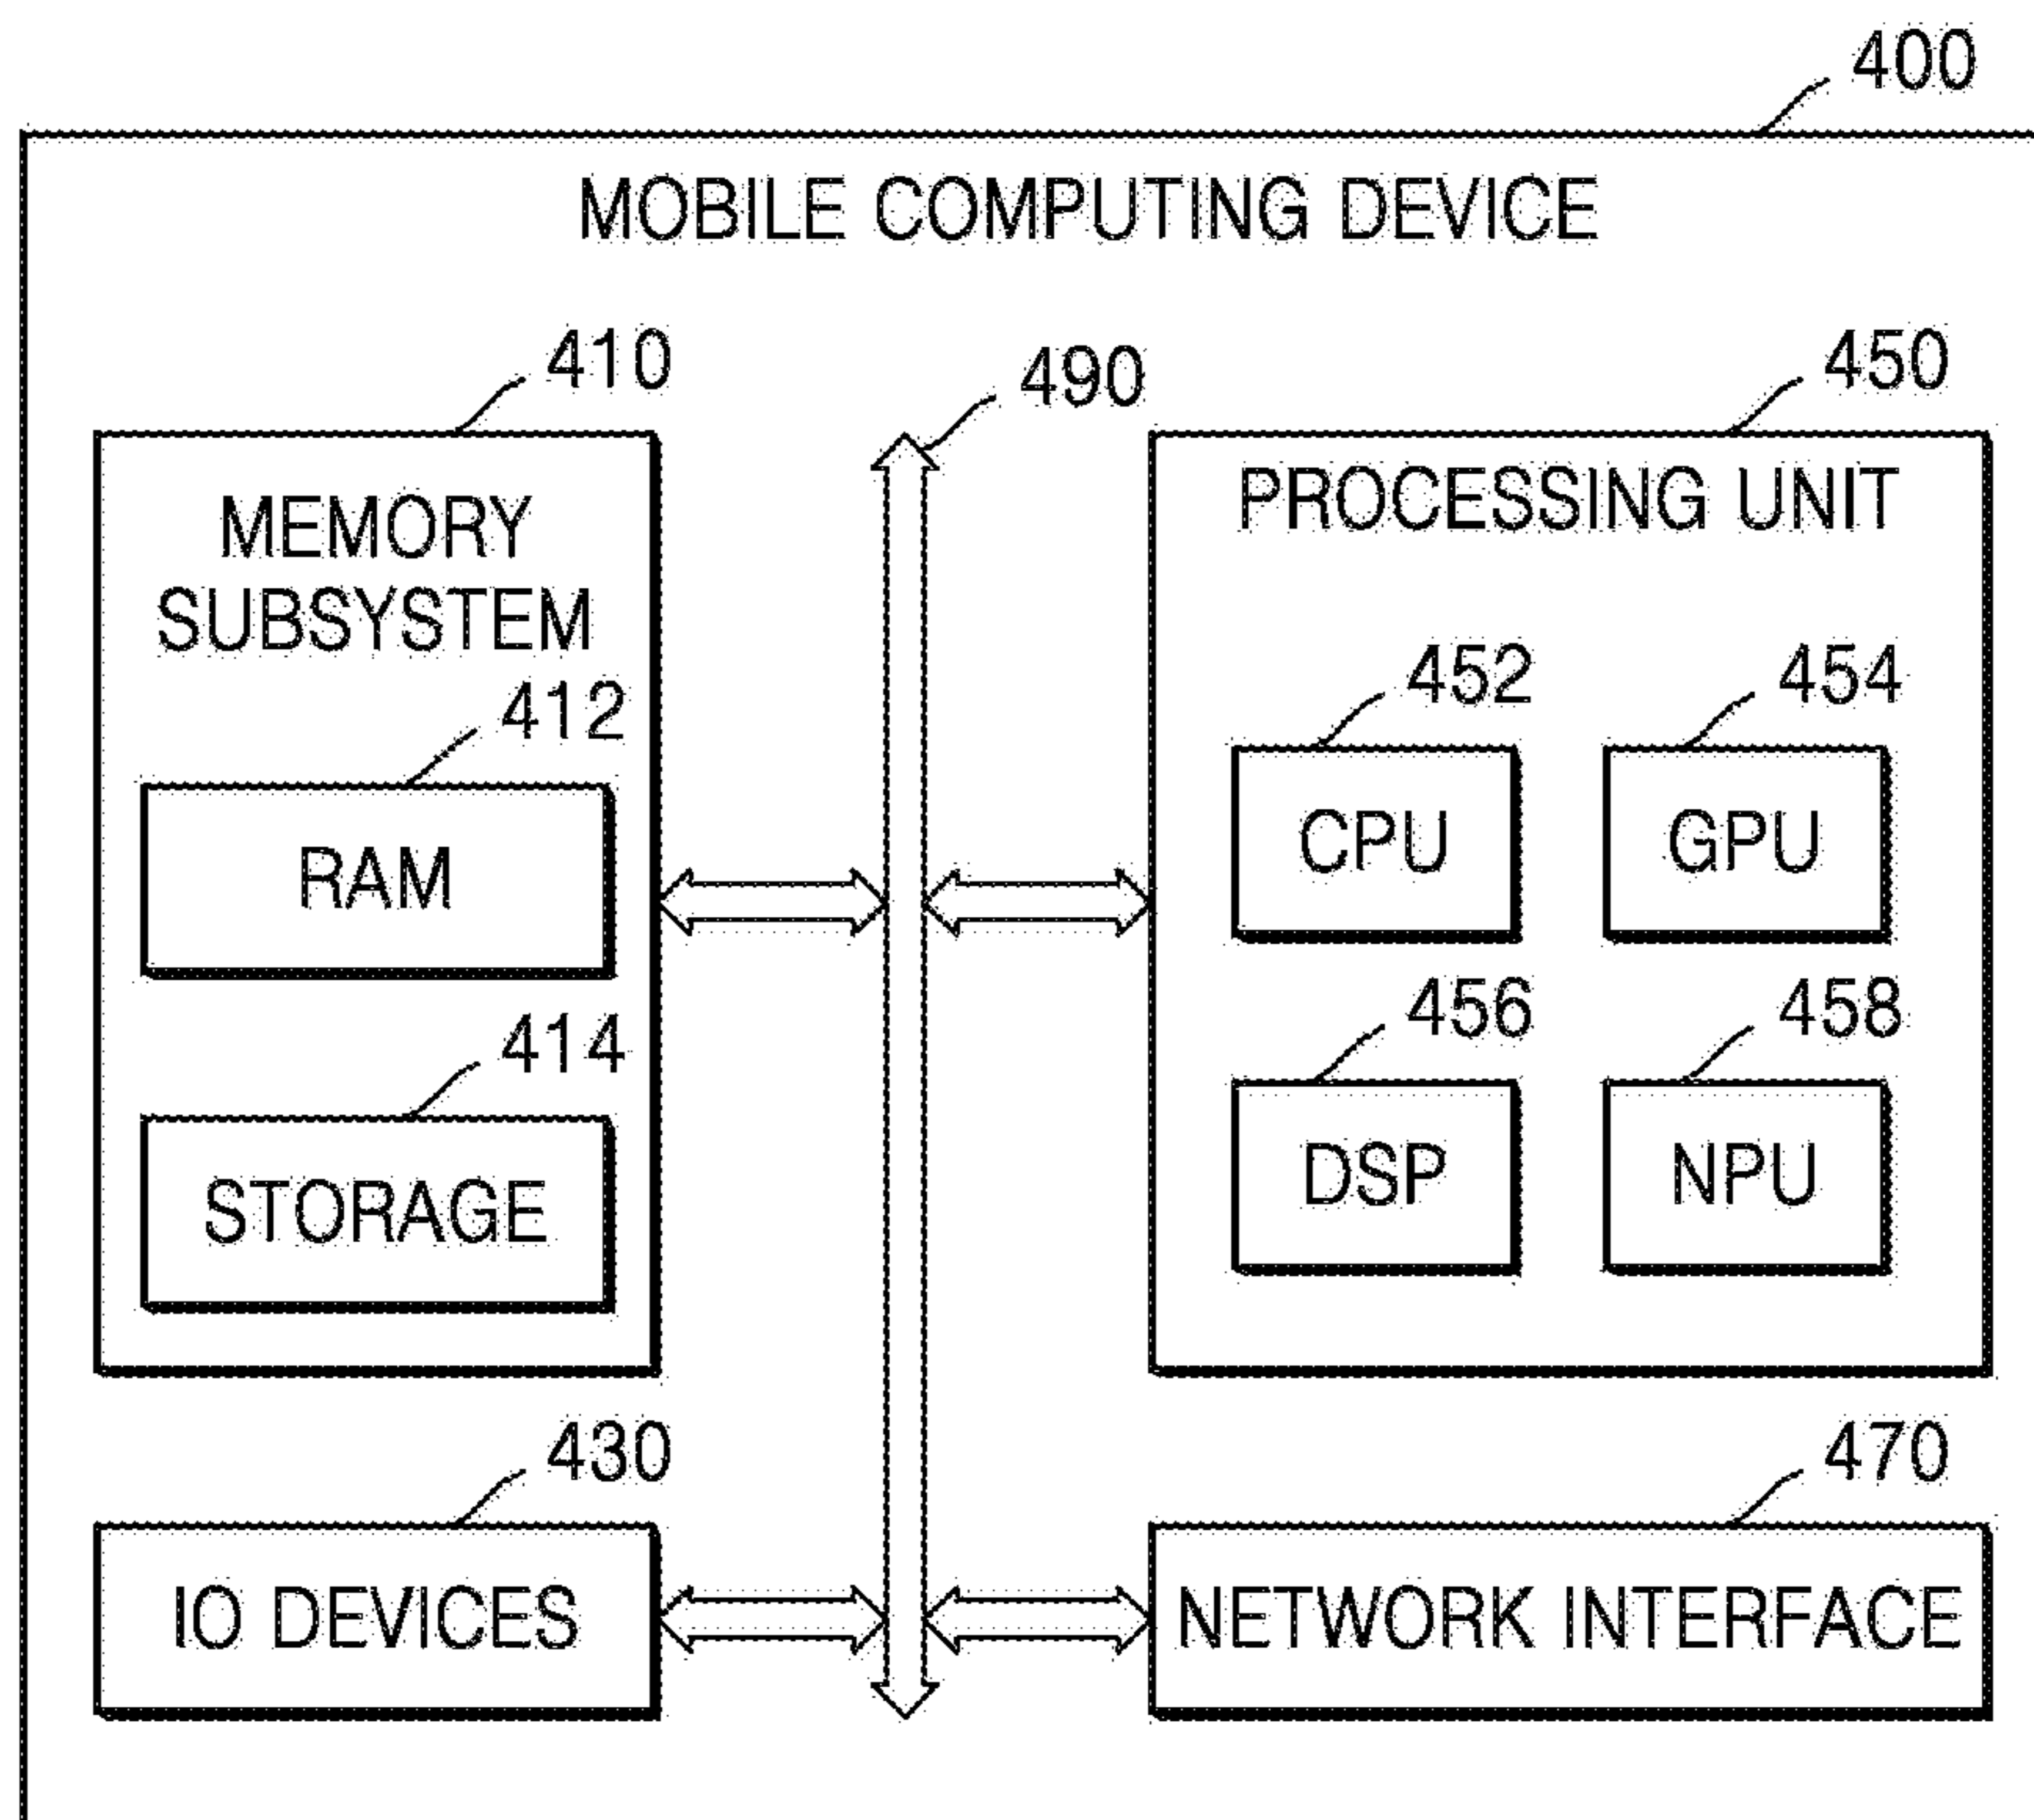 400
MOBILE COMPUTING DEVICE
410
490
450
MEMORY
SUBSYSTEM
PROCESSING UNIT
412
RAM
414
STORAGE
452
454
CPU
GPU
456
458
DSP
NPU
430
470
IO DEVICES
NETWORK INTERFACE